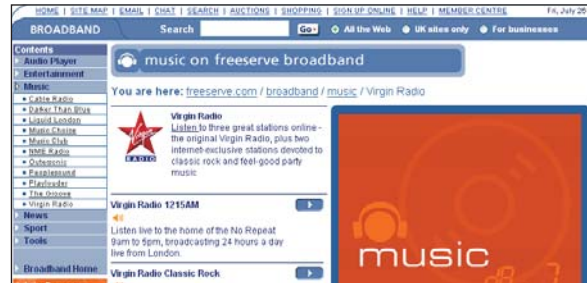 HOME | SITE MAP | EMAIL | CHAT | SEARCH | AUCTIONS | SHOPPING | SIGN UP ONLINE | HELP | MEMBER CENTRE Fri, July 25
BROADBAND Search Go All the Web UK sites only For businesses
Contents
Audio Player
Entertainment
Music
Cable Radio
Darker Than Blue
Liquid London
Music Choice
Music Club
NME Radio
Outegonic
Peoplesound
Playlouder
The Groove
Virgin Radio
News
Sport
Tools
Broadband Home
music on freeserve broadband
You are here: freeserve.com / broadband / music / Virgin Radio
Virgin
RADIO
Virgin Radio
Listen to three great stations online -
the original Virgin Radio, plus two
internet-exclusive stations devoted to
classic rock and feel-good party
music
Virgin Radio 1215AM
Listen live to the home of the No Repeat
9am to 5pm, broadcasting 24 hours a day
live from London.
Virgin Radio Classic Rock
music